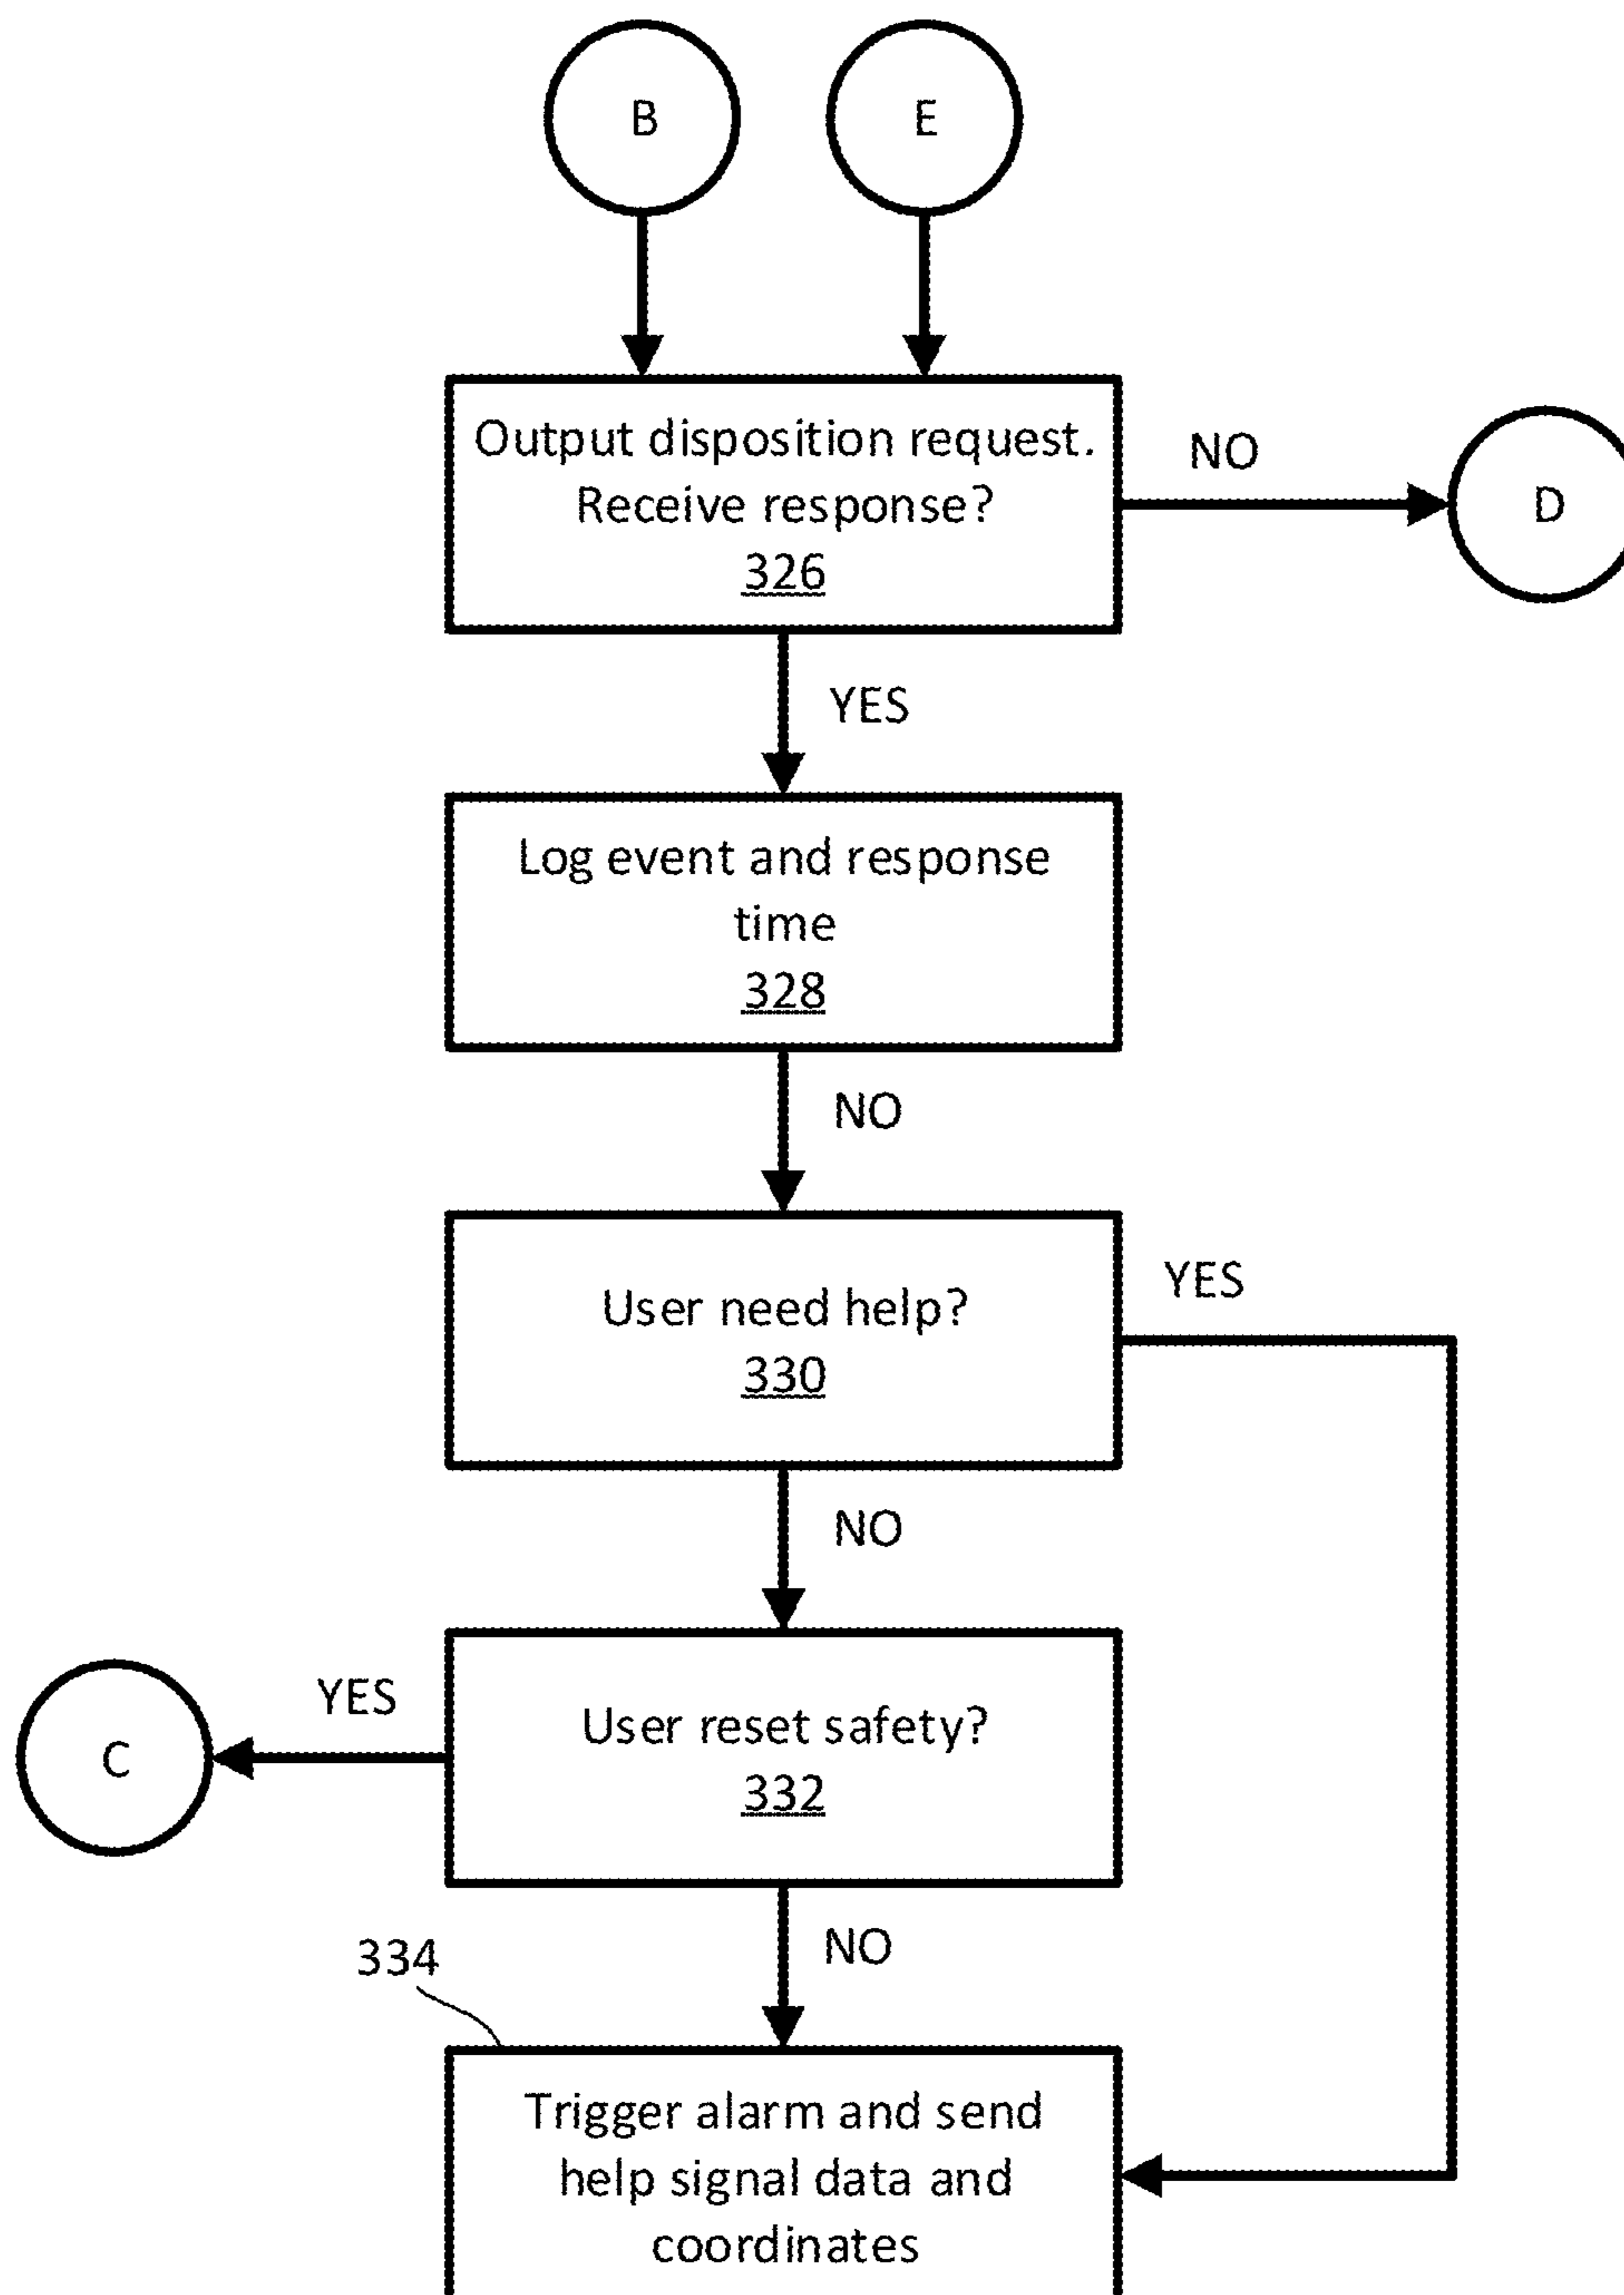 B
E
Output disposition request.
Receive response?
326
NO
D
YES
Log event and response
time
328
NO
User need help?
330
YES
NO
User reset safety?
332
YES
C
NO
334
Trigger alarm and send
help signal data and
coordinates